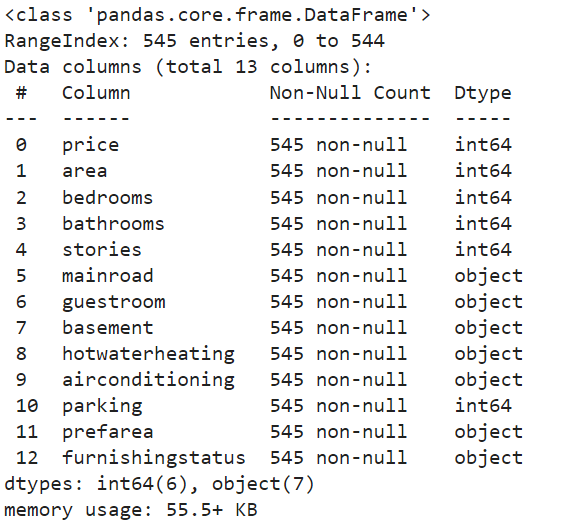 <class 'pandas.core.frame.DataFrame'>
RangeIndex: 545 entries, 0 to 544
Data columns (total 13 columns):
 #   Column            Non-Null Count  Dtype
---  ------            --------------  -----
 0   price             545 non-null    int64
 1   area              545 non-null    int64
 2   bedrooms          545 non-null    int64
 3   bathrooms         545 non-null    int64
 4   stories           545 non-null    int64
 5   mainroad          545 non-null    object
 6   guestroom         545 non-null    object
 7   basement          545 non-null    object
 8   hotwaterheating   545 non-null    object
 9   airconditioning   545 non-null    object
 10  parking           545 non-null    int64
 11  prefarea          545 non-null    object
 12  furnishingstatus  545 non-null    object
dtypes: int64(6), object(7)
memory usage: 55.5+ KB